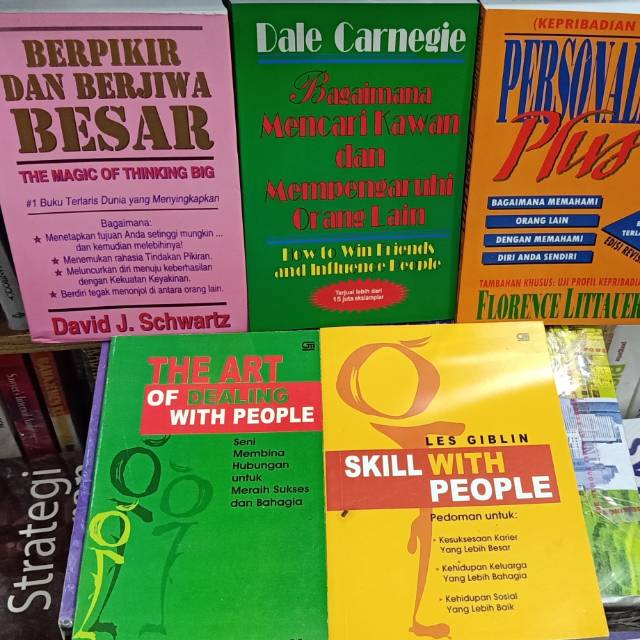 BERPIKIR
DAN BERJIWA
BESAR
THE MAGIC OF THINKING BIG
#1 Buku Terlaris Dunia yang Menyingkapkan
Bagaimana:
★ Menetapkan tujuan Anda setinggi mungkin ...
dan kemudian melebihinya!
★ Menemukan rahasia Tindakan Pikiran.
★ Meluncurkan diri menuju keberhasilan
dengan Kekuatan Keyakinan.
★ Berdiri tegak menonjol di antara orang lain.
David J. Schwartz
Dale Carnegie
Bagaimana
Mencari Kawan
dan
Mempengaruhi
Orang Lain
How to Win Friends
and Influence People
Terjual lebih dari
15 juta eksemplar
(KEPRIBADIAN
PERSONAL
Plus
BAGAIMANA MEMAHAMI
ORANG LAIN
DENGAN MEMAHAMI
DIRI ANDA SENDIRI
EDISI REVISI
TAMBAHAN KHUSUS: UJI PROFIL KEPRIBADIA
FLORENCE LITTAUER
THE ART
OF DEALING
WITH PEOPLE
Seni
Membina
Hubungan
untuk
Meraih Sukses
dan Bahagia
LES GIBLIN
SKILL WITH
PEOPLE
Pedoman untuk:
Kesuksesan Karier
Yang Lebih Besar
Kehidupan Keluarga
Yang Lebih Bahagia
Kehidupan Sosial
Yang Lebih Baik
Strategi